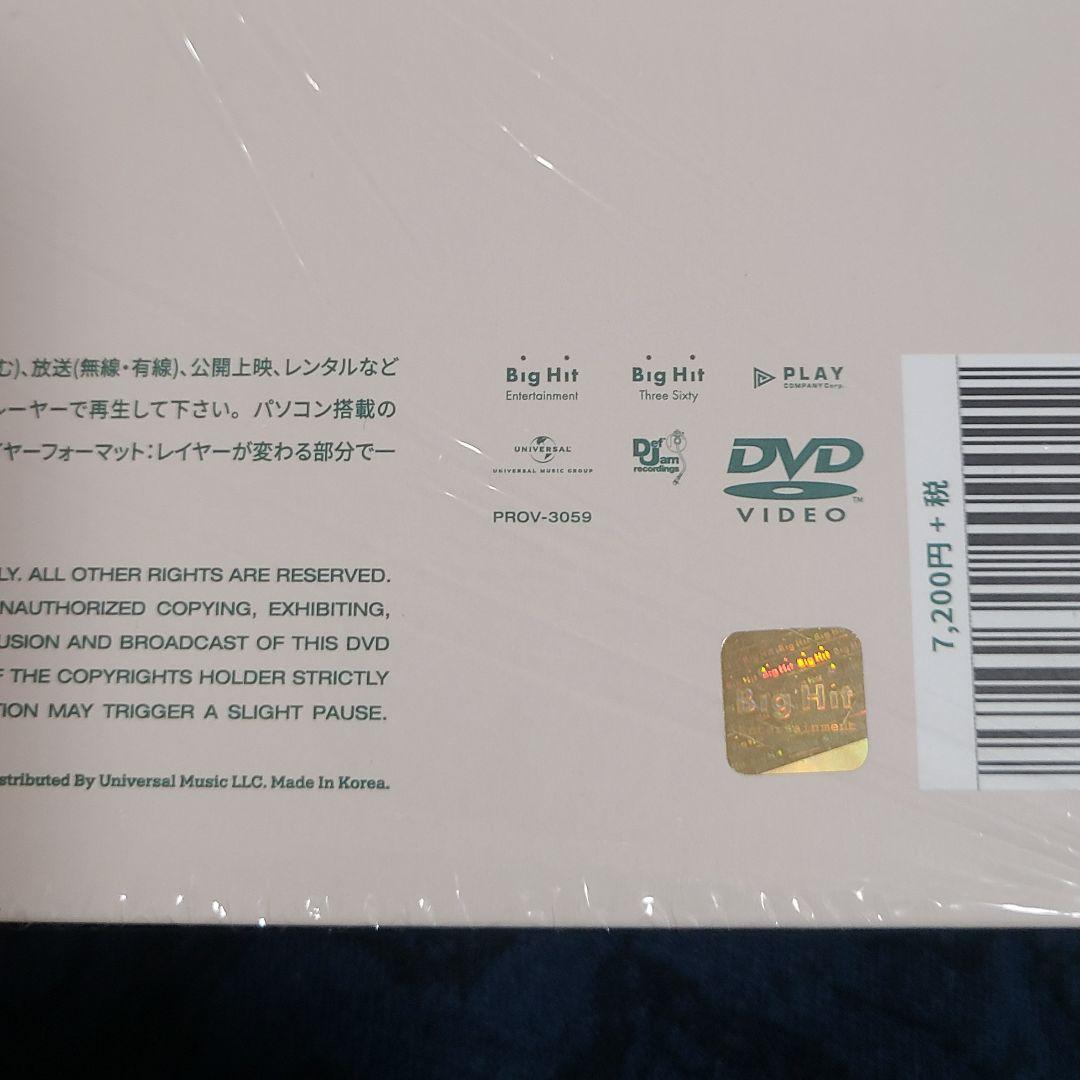 む)、放送(無線・有線)、公開上映、レンタルなど
レーヤーで再生して下さい。パソコン搭載の
イヤーフォーマット:レイヤーが変わる部分で一
LY. ALL OTHER RIGHTS ARE RESERVED.
NAUTHORIZED COPYING, EXHIBITING,
USION AND BROADCAST OF THIS DVD
F THE COPYRIGHTS HOLDER STRICTLY
TION MAY TRIGGER A SLIGHT PAUSE.
stributed By Universal Music LLC. Made In Korea.
Big Hit
Entertainment
Big Hit
Three Sixty
PLAY
COMPANY Corp.
UNIVERSAL
UNIVERSAL MUSIC GROUP
Def
Jam
recordings
DVD
VIDEO™
PROV-3059
Big Hit
Entertainment
7,200円 + 税